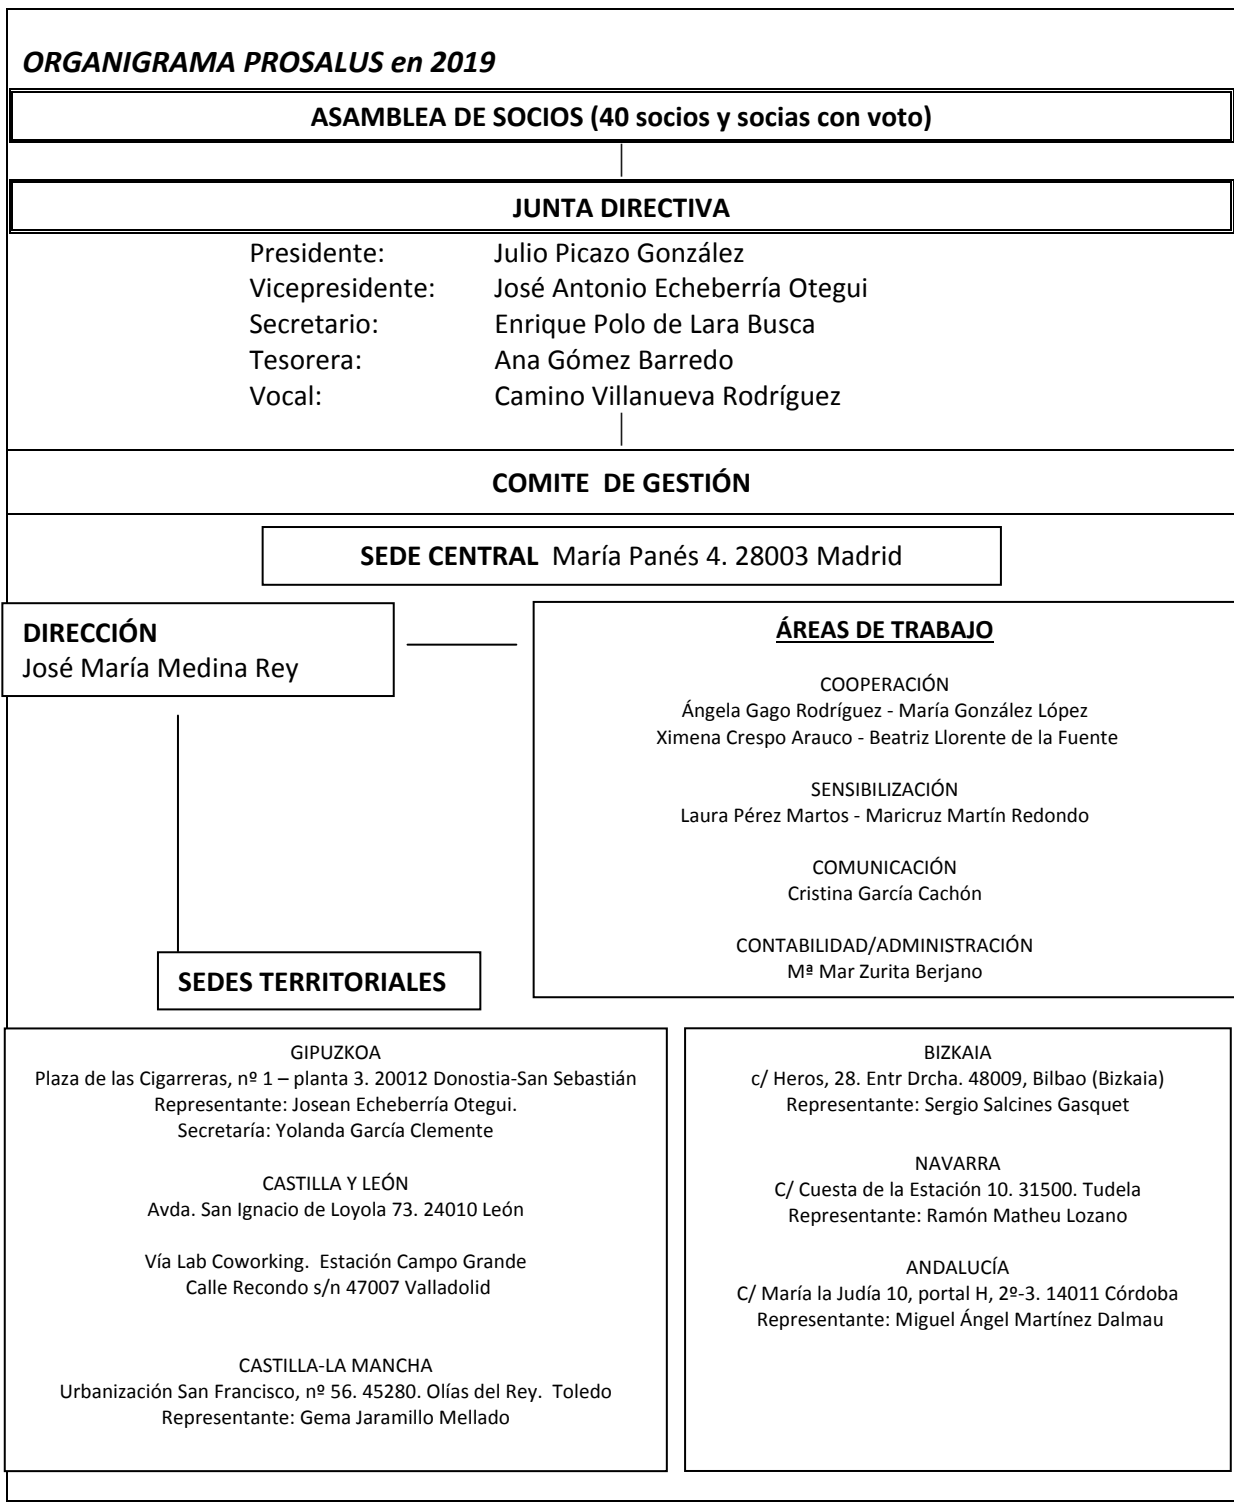 ORGANIGRAMA PROSALUS en 2019
ASAMBLEA DE SOCIOS (40 socios y socias con voto)
JUNTA DIRECTIVA
Presidente: Julio Picazo González
Vicepresidente: José Antonio Echeberría Otegui
Secretario: Enrique Polo de Lara Busca
Tesorera: Ana Gómez Barredo
Vocal: Camino Villanueva Rodríguez
COMITE DE GESTIÓN
SEDE CENTRAL María Panés 4. 28003 Madrid
DIRECCIÓN
José María Medina Rey
ÁREAS DE TRABAJO
COOPERACIÓN
Ángela Gago Rodríguez - María González López
Ximena Crespo Arauco - Beatriz Llorente de la Fuente
SENSIBILIZACIÓN
Laura Pérez Martos - Maricruz Martín Redondo
COMUNICACIÓN
Cristina García Cachón
CONTABILIDAD/ADMINISTRACIÓN
Mª Mar Zurita Berjano
SEDES TERRITORIALES
GIPUZKOA
Plaza de las Cigarreras, nº 1 – planta 3. 20012 Donostia-San Sebastián
Representante: Josean Echeberría Otegui.
Secretaría: Yolanda García Clemente
CASTILLA Y LEÓN
Avda. San Ignacio de Loyola 73. 24010 León
Vía Lab Coworking. Estación Campo Grande
Calle Recondo s/n 47007 Valladolid
CASTILLA-LA MANCHA
Urbanización San Francisco, nº 56. 45280. Olías del Rey. Toledo
Representante: Gema Jaramillo Mellado
BIZKAIA
c/ Heros, 28. Entr Drcha. 48009, Bilbao (Bizkaia)
Representante: Sergio Salcines Gasquet
NAVARRA
C/ Cuesta de la Estación 10. 31500. Tudela
Representante: Ramón Matheu Lozano
ANDALUCÍA
C/ María la Judía 10, portal H, 2º-3. 14011 Córdoba
Representante: Miguel Ángel Martínez Dalmau